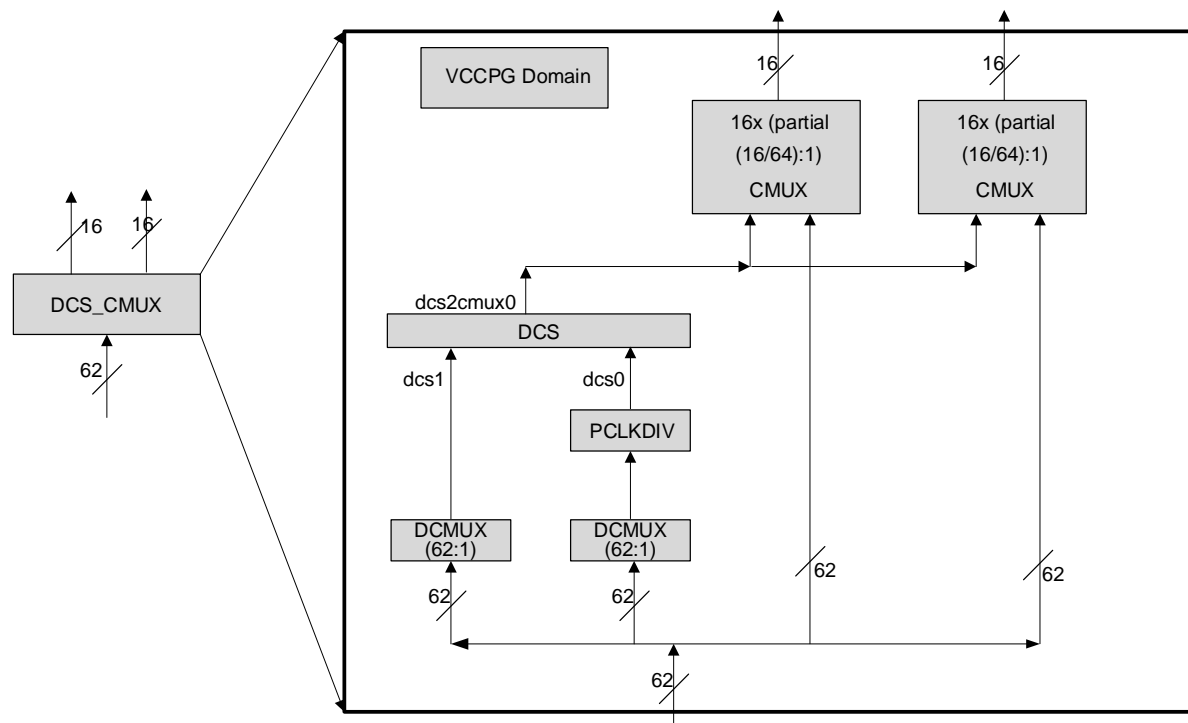 VCCPG Domain
16
16
16x (partial
(16/64):1)
CMUX
16x (partial
(16/64):1)
CMUX
16
16
DCS_CMUX
62
dcs2cmux0
DCS
dcs1
dcs0
PCLKDIV
DCMUX
(62:1)
DCMUX
(62:1)
62
62
62
62
62